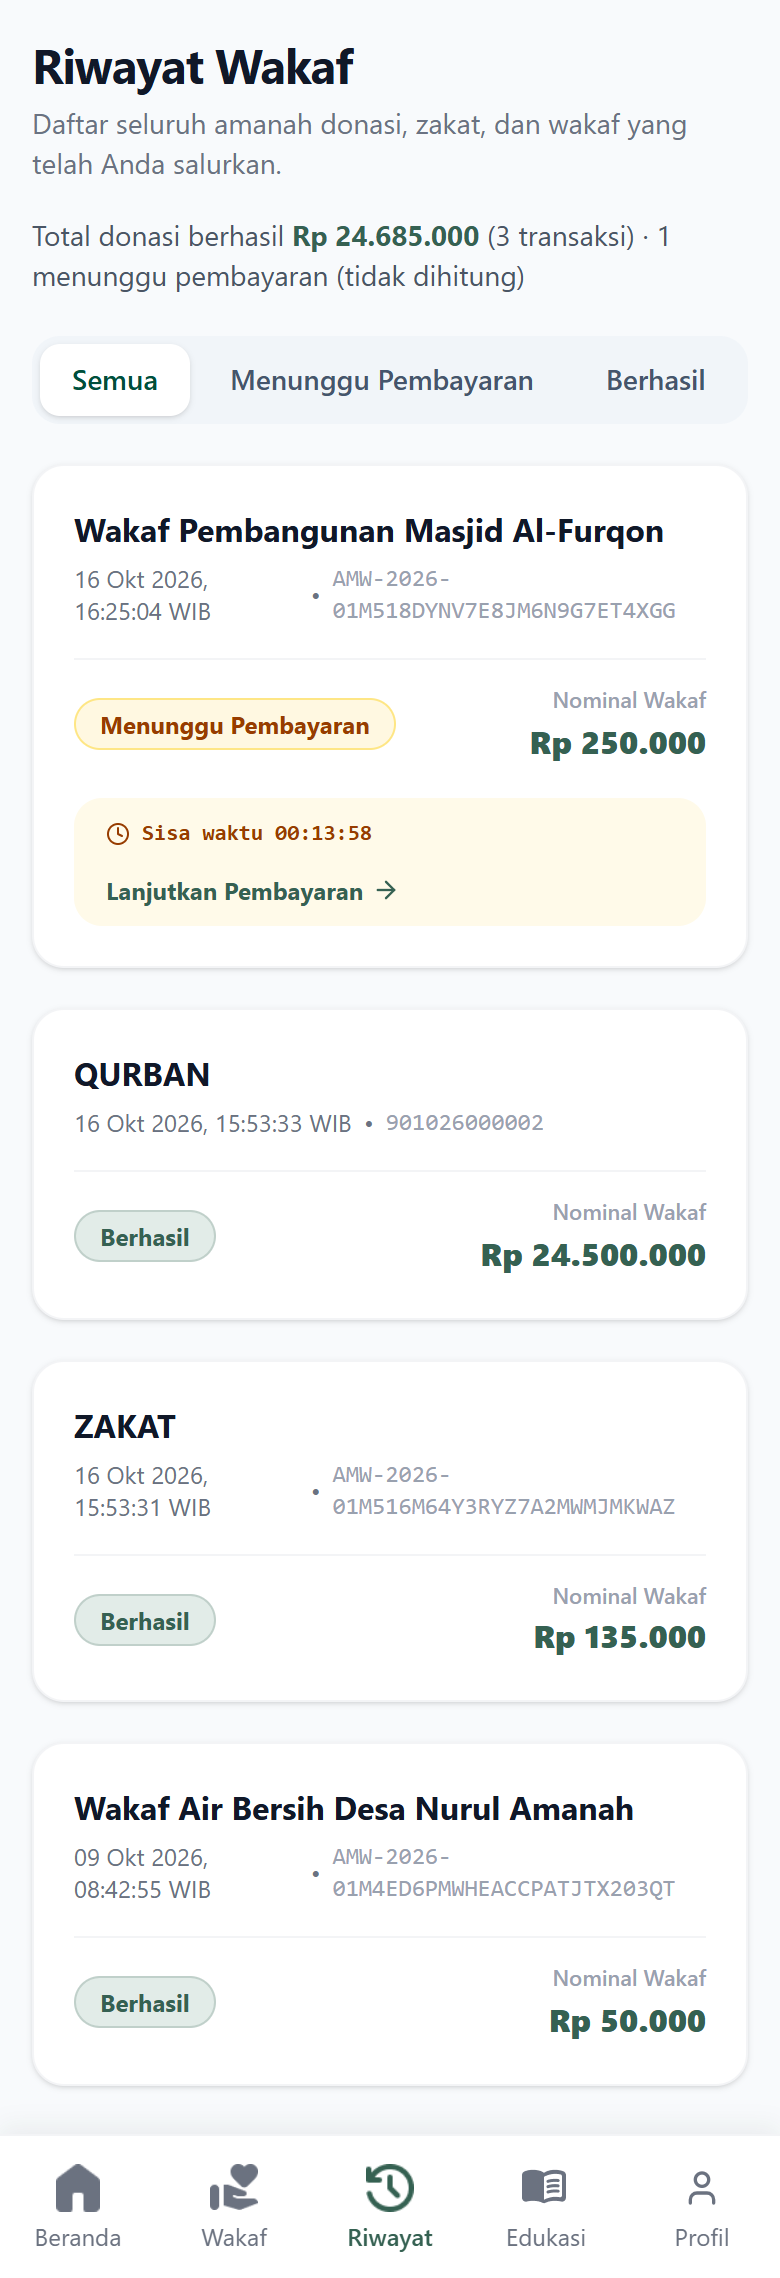 Riwayat Wakaf
Daftar seluruh amanah donasi, zakat, dan wakaf yang
telah Anda salurkan.
Total donasi berhasil Rp 24.685.000 (3 transaksi) · 1
menunggu pembayaran (tidak dihitung)
Semua Menunggu Pembayaran Berhasil
Wakaf Pembangunan Masjid Al-Furqon
16 Okt 2026,
16:25:04 WIB
• AMW-2026-
01M518DYNV7E8JM6N9G7ET4XGG
Menunggu Pembayaran
Nominal Wakaf
Rp 250.000
Sisa waktu 00:13:58
Lanjutkan Pembayaran →
QURBAN
16 Okt 2026, 15:53:33 WIB • 901026000002
Berhasil
Nominal Wakaf
Rp 24.500.000
ZAKAT
16 Okt 2026,
15:53:31 WIB
• AMW-2026-
01M516M64Y3RYZ7A2MWMJMKWAZ
Berhasil
Nominal Wakaf
Rp 135.000
Wakaf Air Bersih Desa Nurul Amanah
09 Okt 2026,
08:42:55 WIB
• AMW-2026-
01M4ED6PMWHEACCPATJTX203QT
Berhasil
Nominal Wakaf
Rp 50.000
Beranda Wakaf Riwayat Edukasi Profil